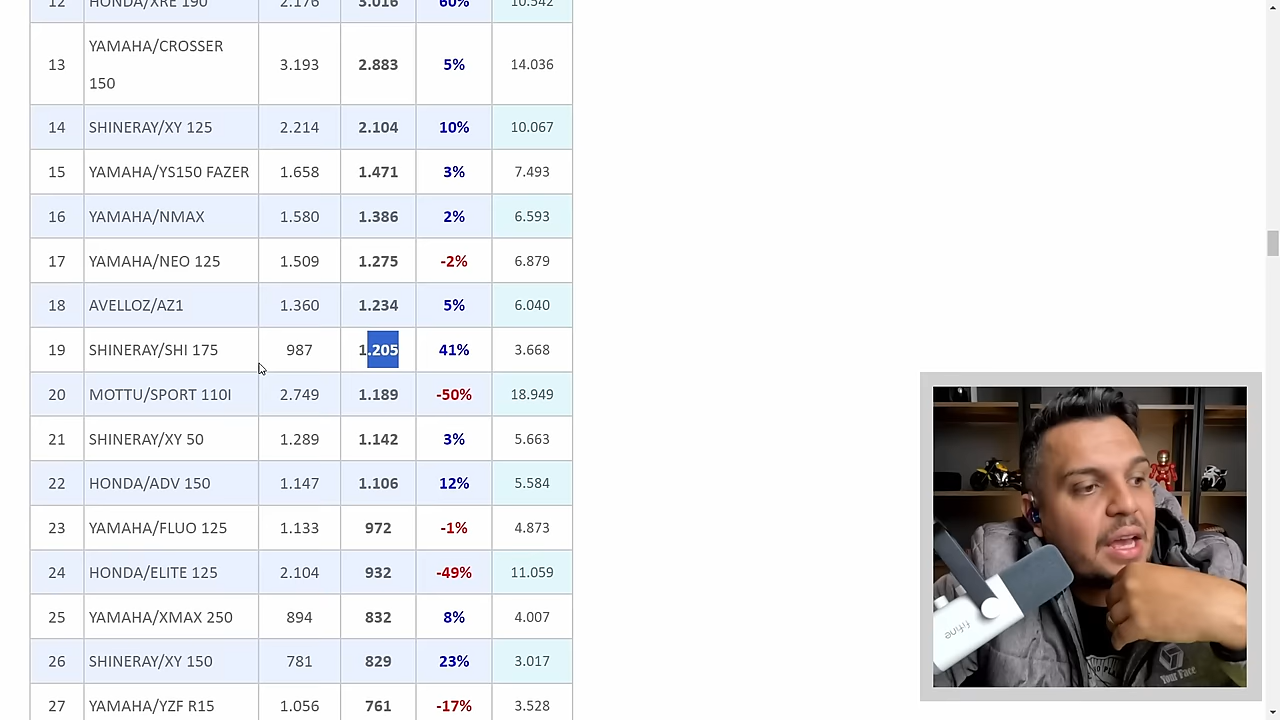 12 HONDA/XRE 190 2.176 3.016 60% 10.542
13 YAMAHA/CROSSER 150 3.193 2.883 5% 14.036
14 SHINERAY/XY 125 2.214 2.104 10% 10.067
15 YAMAHA/YS150 FAZER 1.658 1.471 3% 7.493
16 YAMAHA/NMAX 1.580 1.386 2% 6.593
17 YAMAHA/NEO 125 1.509 1.275 -2% 6.879
18 AVELLOZ/AZ1 1.360 1.234 5% 6.040
19 SHINERAY/SHI 175 987 1.205 41% 3.668
20 MOTTU/SPORT 110I 2.749 1.189 -50% 18.949
21 SHINERAY/XY 50 1.289 1.142 3% 5.663
22 HONDA/ADV 150 1.147 1.106 12% 5.584
23 YAMAHA/FLUO 125 1.133 972 -1% 4.873
24 HONDA/ELITE 125 2.104 932 -49% 11.059
25 YAMAHA/XMAX 250 894 832 8% 4.007
26 SHINERAY/XY 150 781 829 23% 3.017
27 YAMAHA/YZF R15 1.056 761 -17% 3.528
fifine
Your Face